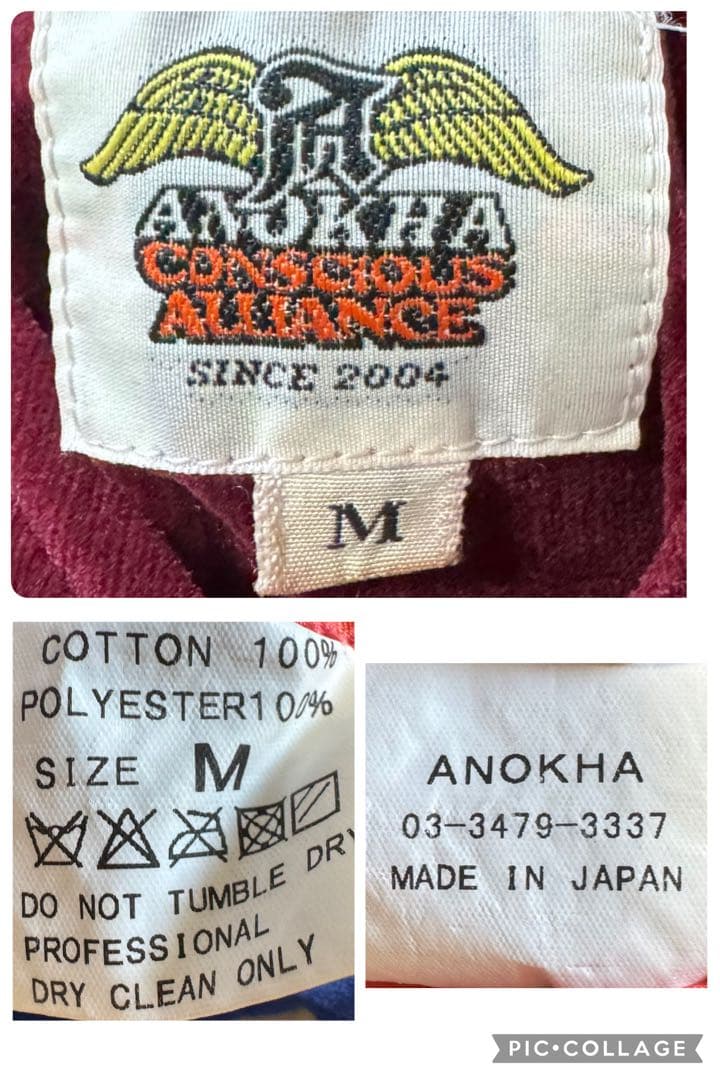 A
ANOKHA
CONSCIOUS
ALLIANCE
SINCE 2004
M
COTTON 100%
POLYESTER100%
SIZE M
DO NOT TUMBLE DRY
PROFESSIONAL
DRY CLEAN ONLY
ANOKHA
03-3479-3337
MADE IN JAPAN
PIC•COLLAGE